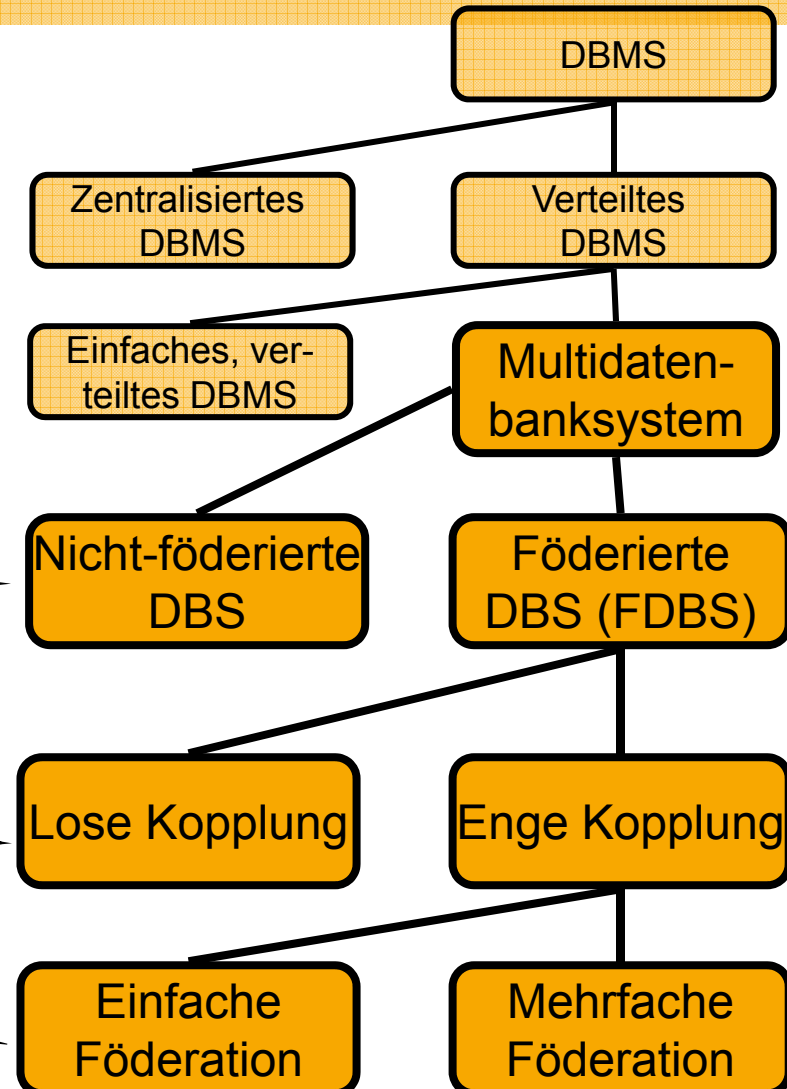 DBMS
Zentralisiertes
DBMS
Verteiltes
DBMS
Einfaches, ver-
teiltes DBMS
Multidaten-
banksystem
Nicht-föderierte
DBS
Föderierte
DBS (FDBS)
Lose Kopplung
Enge Kopplung
Einfache
Föderation
Mehrfache
Föderation